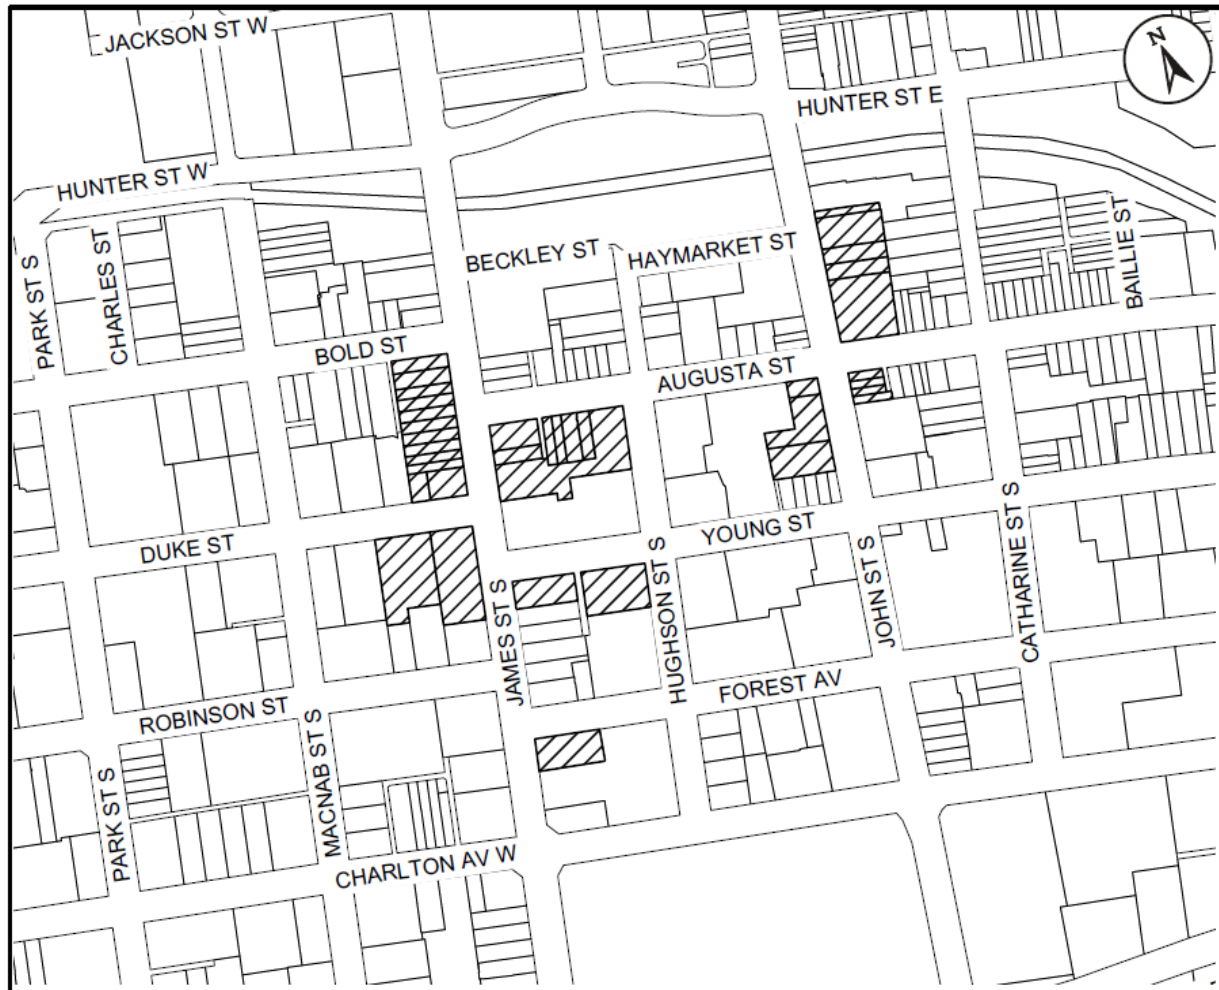 JACKSON ST W
N
HUNTER ST E
HUNTER ST W
BECKLEY ST
HAYMARKET ST
BAILLIE ST
PARK ST S
CHARLES ST
BOLD ST
AUGUSTA ST
DUKE ST
YOUNG ST
JAMES ST S
HUGHSON ST S
JOHN ST S
CATHARINE ST S
ROBINSON ST
FOREST AV
MACNAB ST S
PARK ST S
CHARLTON AV W